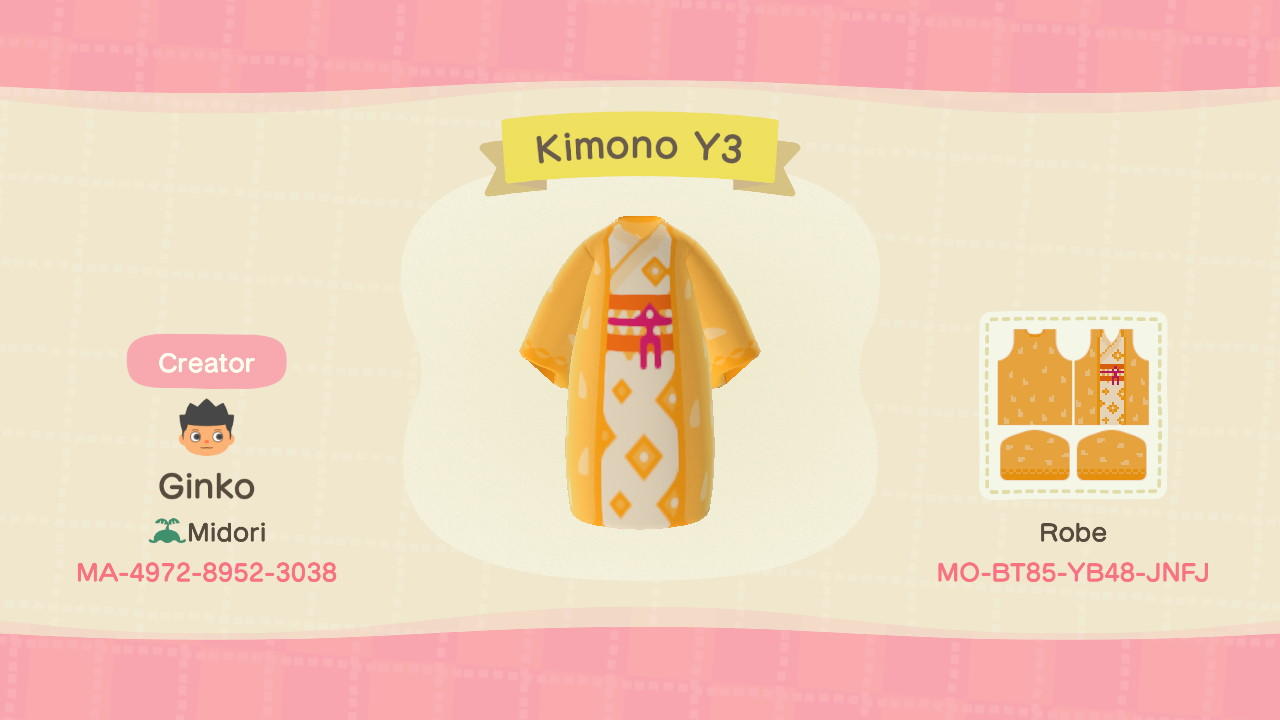 Kimono Y3
Creator
Ginko
Midori
MA-4972-8952-3038
Robe
MO-BT85-YB48-JNFJ